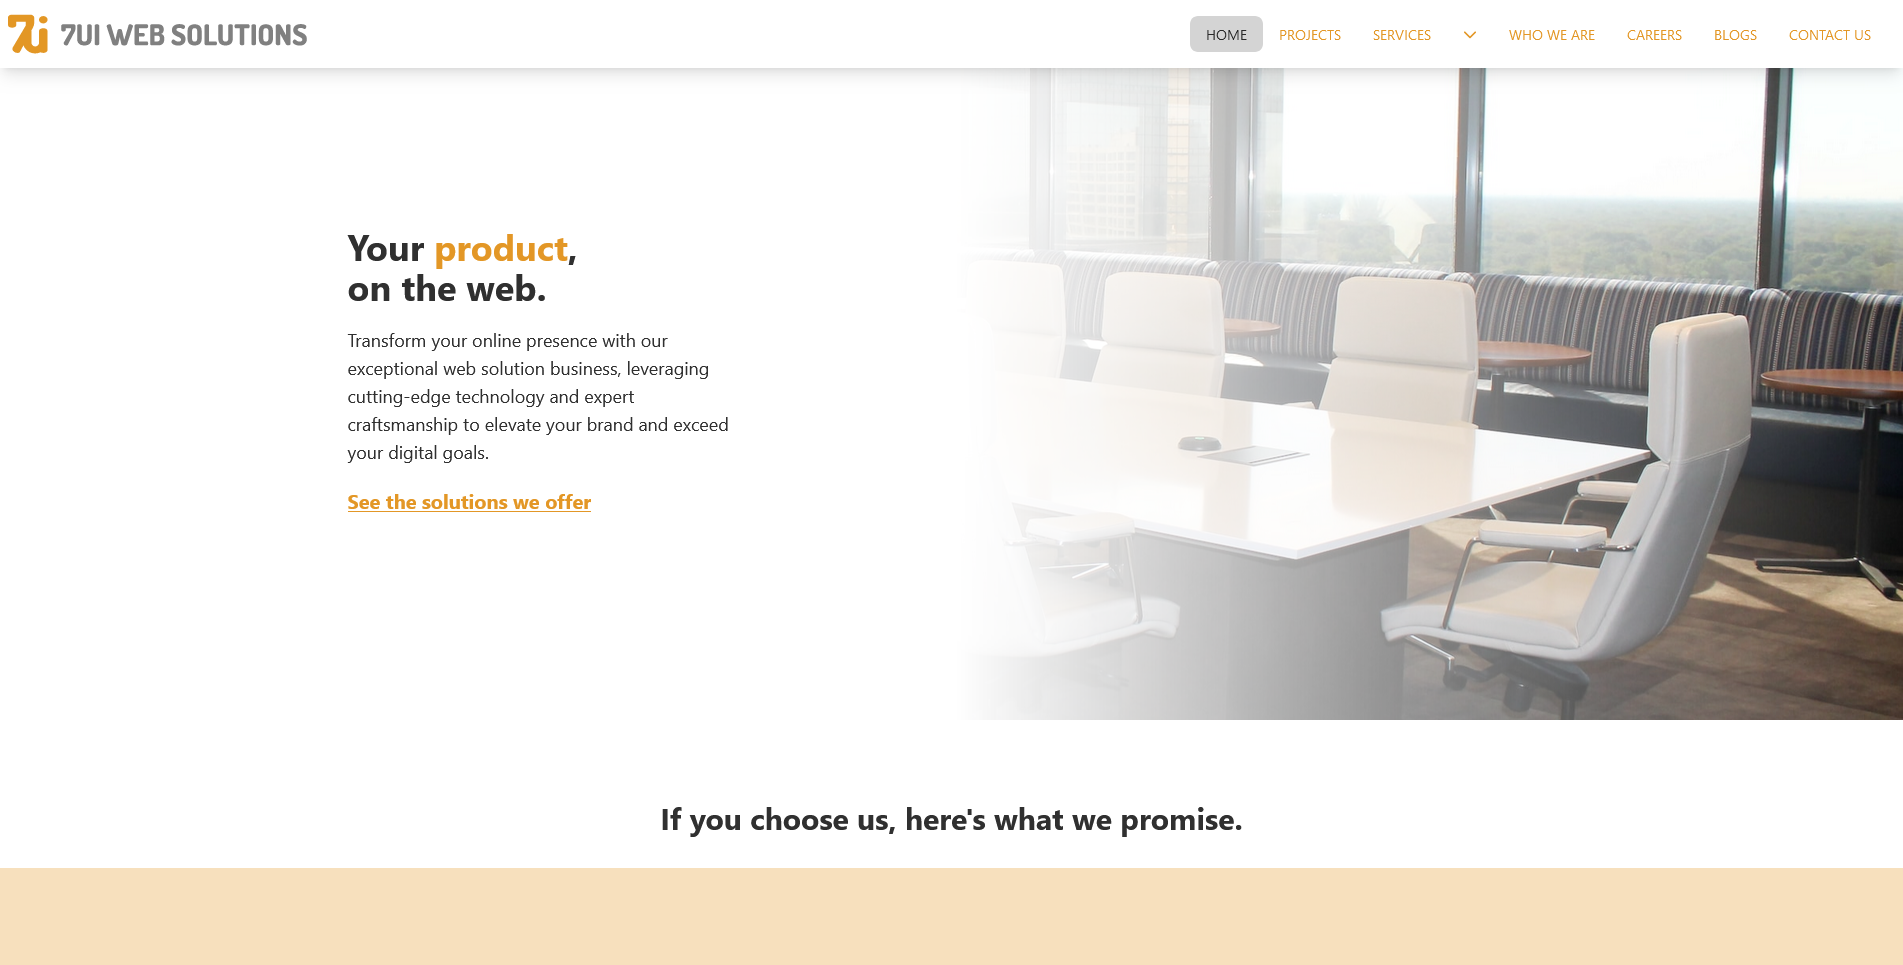 7UI WEB SOLUTIONS
HOME PROJECTS SERVICES WHO WE ARE CAREERS BLOGS CONTACT US
Your product,
on the web.
Transform your online presence with our
exceptional web solution business, leveraging
cutting-edge technology and expert
craftsmanship to elevate your brand and exceed
your digital goals.
See the solutions we offer
If you choose us, here's what we promise.